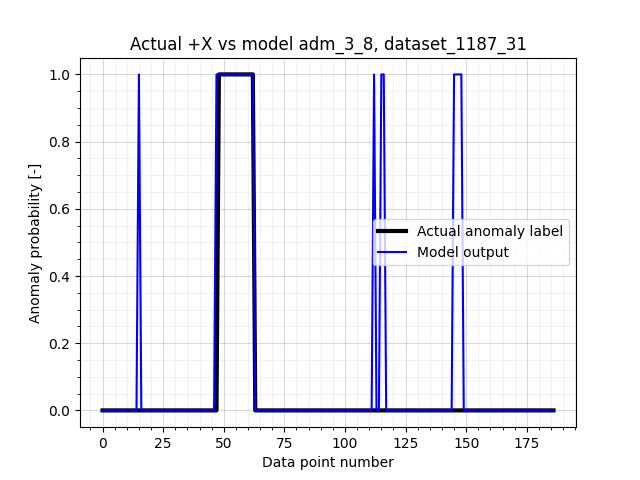 Actual +X vs model adm_3_8, dataset_1187_31
1.0
0.8
0.6
0.4
0.2
0.0
Anomaly probability [-]
Actual anomaly label
Model output
0 25 50 75 100 125 150 175
Data point number